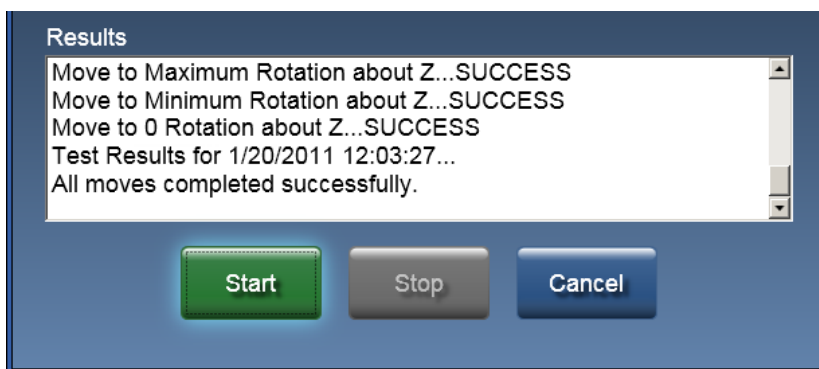 Results
Move to Maximum Rotation about Z...SUCCESS
Move to Minimum Rotation about Z...SUCCESS
Move to 0 Rotation about Z...SUCCESS
Test Results for 1/20/2011 12:03:27...
All moves completed successfully.
Start
Stop
Cancel